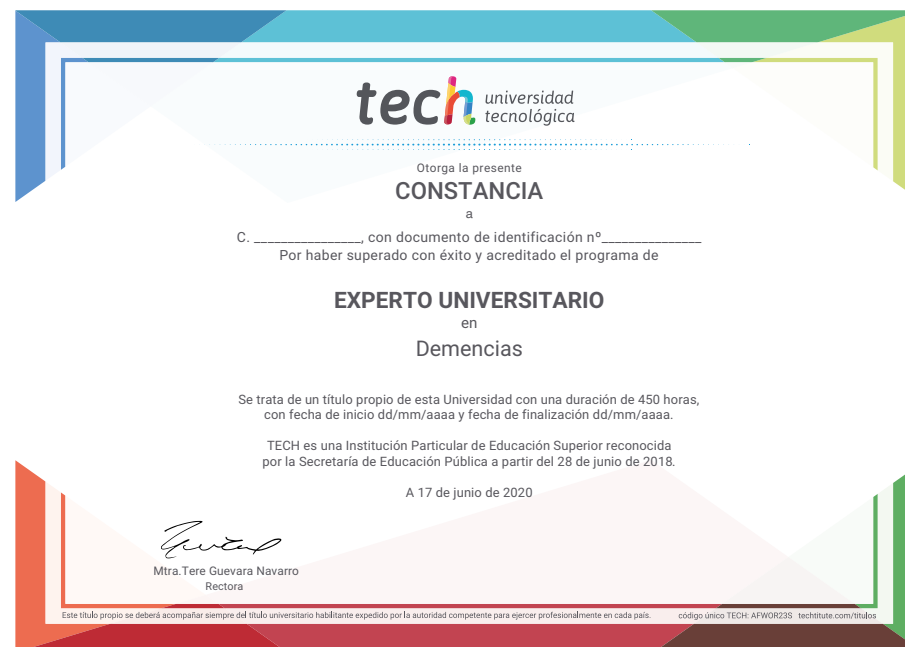 tech universidad
tecnológica
Otorga la presente
CONSTANCIA
a
C. ________________, con documento de identificación nº_______________
Por haber superado con éxito y acreditado el programa de
EXPERTO UNIVERSITARIO
en
Demencias
Se trata de un título propio de esta Universidad con una duración de 450 horas,
con fecha de inicio dd/mm/aaaa y fecha de finalización dd/mm/aaaa.
TECH es una Institución Particular de Educación Superior reconocida
por la Secretaría de Educación Pública a partir del 28 de junio de 2018.
A 17 de junio de 2020
Mtra.Tere Guevara Navarro
Rectora
Este título propio se deberá acompañar siempre del título universitario habilitante expedido por la autoridad competente para ejercer profesionalmente en cada país. código único TECH: AFWOR23S techtitute.com/titulos